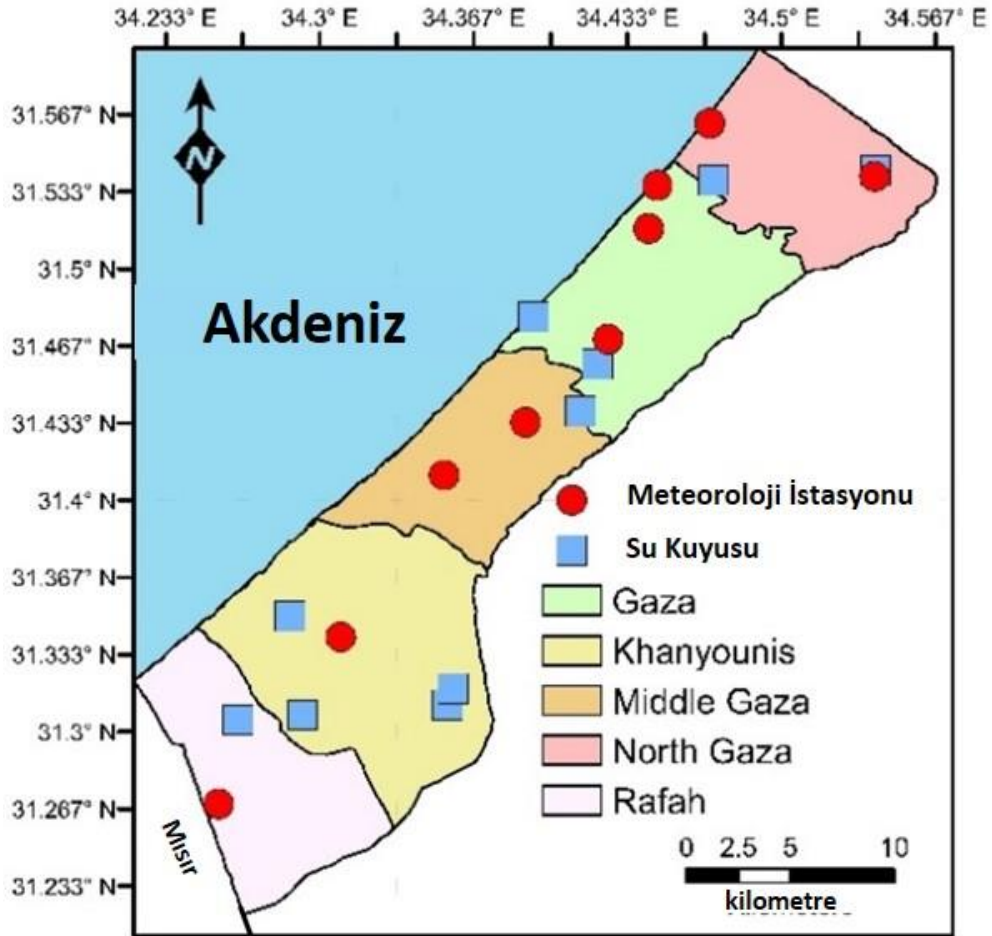 34.233° E 34.3° E 34.367° E 34.433° E 34.5° E 34.567° E
31.567° N
31.533° N
31.5° N
31.467° N
31.433° N
31.4° N
31.367° N
31.333° N
31.3° N
31.267° N
31.233° N
N
Akdeniz
Meteoroloji İstasyonu
Su Kuyusu
Gaza
Khanyounis
Middle Gaza
North Gaza
Rafah
Mısır
0 2.5 5 10
kilometre